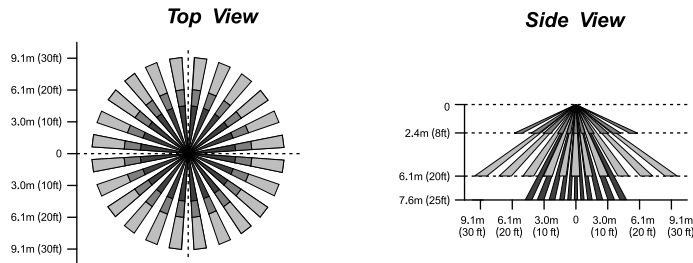 Top View
9.1m (30ft)
6.1m (20ft)
3.0m (10ft)
0
3.0m (10ft)
6.1m (20ft)
9.1m (30ft)
Side View
0
2.4m (8ft)
6.1m (20ft)
7.6m (25ft)
9.1m 6.1m 3.0m 0 3.0m 6.1m 9.1m
(30 ft) (20 ft) (10 ft) (10 ft) (20 ft) (30 ft)